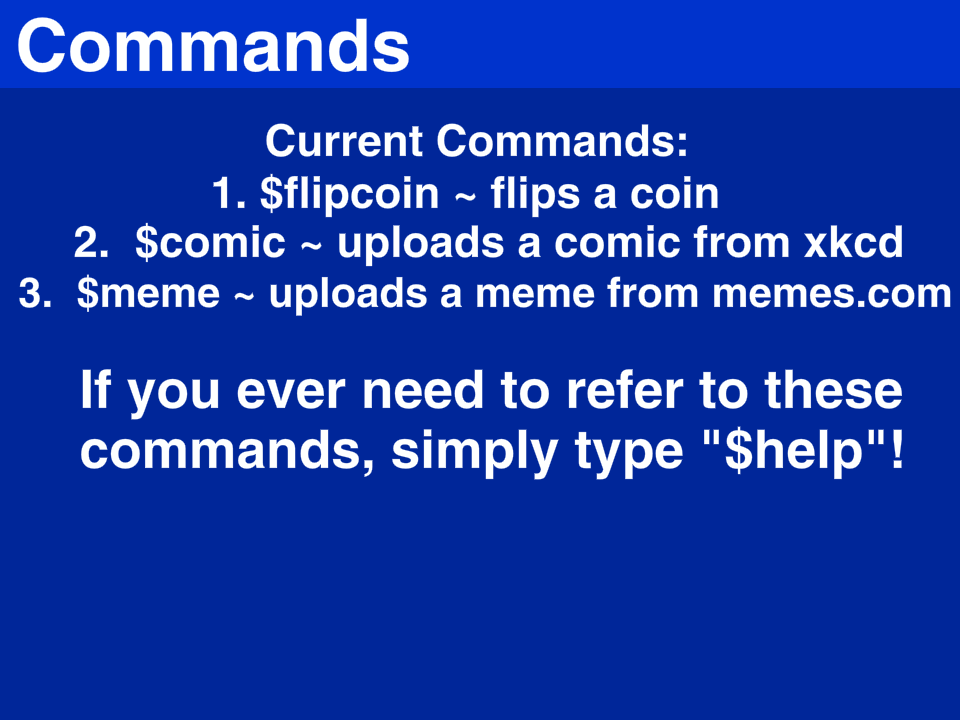 Commands
Current Commands:
1. $flipcoin ~ flips a coin
2. $comic ~ uploads a comic from xkcd
3. $meme ~ uploads a meme from memes.com
If you ever need to refer to these
commands, simply type "$help"!